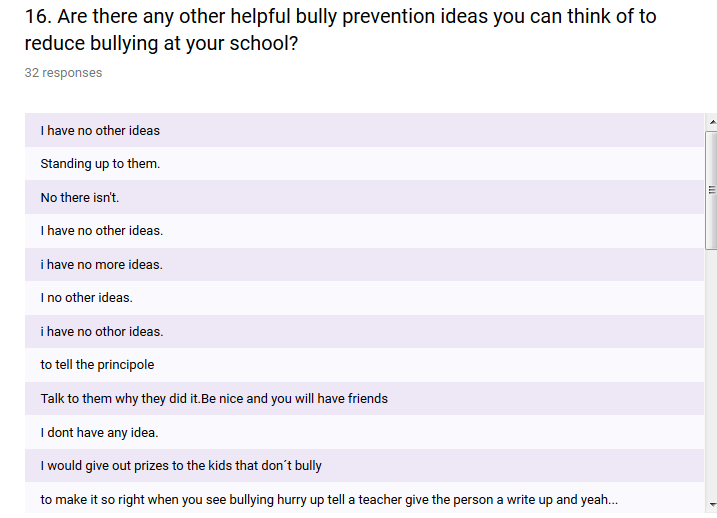 16. Are there any other helpful bully prevention ideas you can think of to
reduce bullying at your school?
32 responses
I have no other ideas
Standing up to them.
No there isn't.
I have no other ideas.
i have no more ideas.
I no other ideas.
i have no othor ideas.
to tell the principole
Talk to them why they did it.Be nice and you will have friends
I dont have any idea.
I would give out prizes to the kids that don´t bully
to make it so right when you see bullying hurry up tell a teacher give the person a write up and yeah...